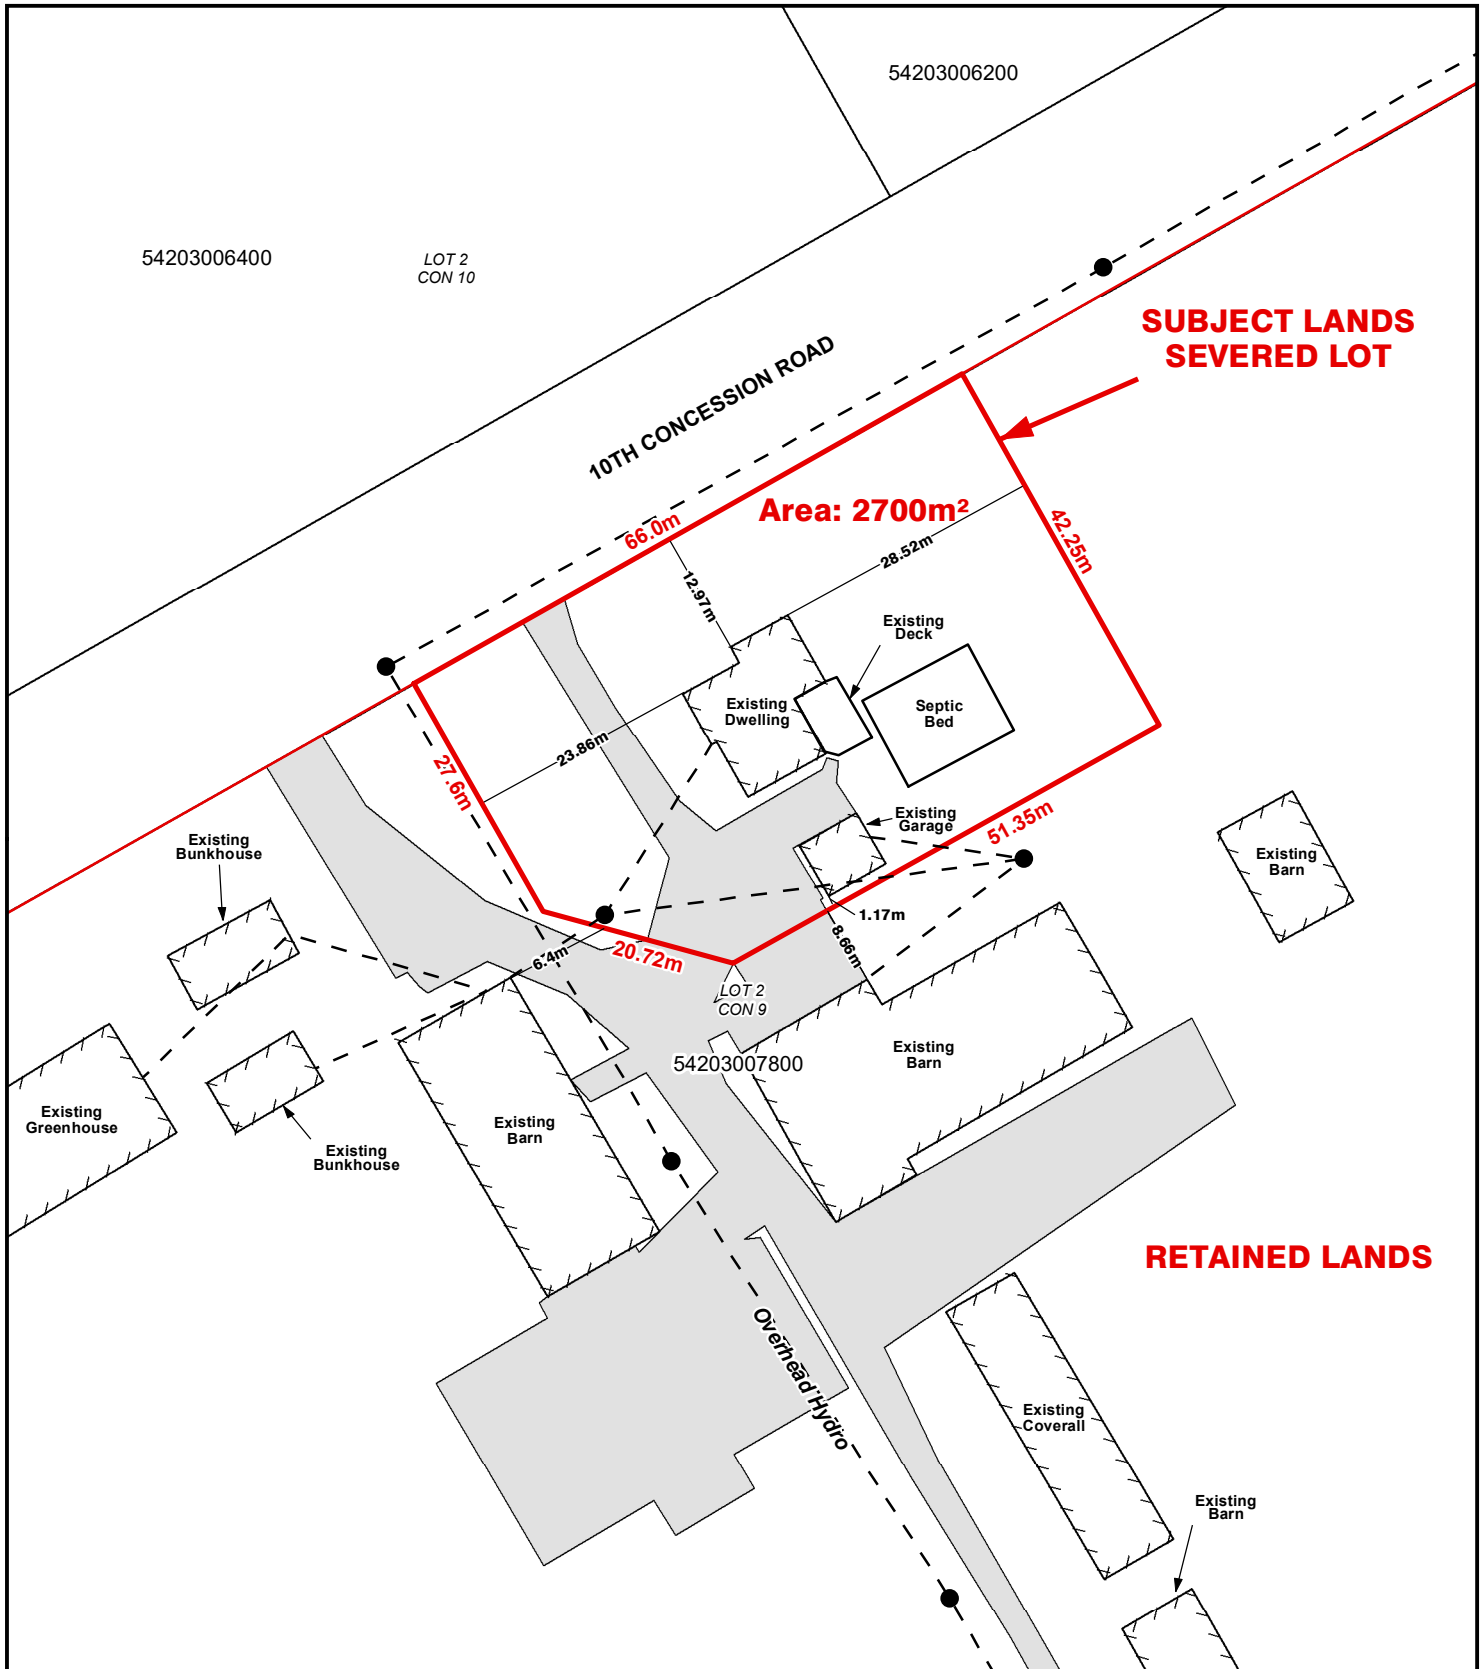 54203006200
54203006400
LOT 2
CON 10
SUBJECT LANDS
SEVERED LOT
10TH CONCESSION ROAD
Area: 2700m²
66.0m
42.25m
28.52m
12.97m
Existing
Deck
Existing
Dwelling
Septic
Bed
23.86m
27.6m
Existing
Garage
51.35m
Existing
Bunkhouse
Existing
Barn
1.17m
8.66m
6.4m
20.72m
LOT 2
CON 9
54203007800
Existing
Barn
Existing
Greenhouse
Existing
Barn
Existing
Bunkhouse
RETAINED LANDS
Overhead Hydro
Existing
Coverall
Existing
Barn